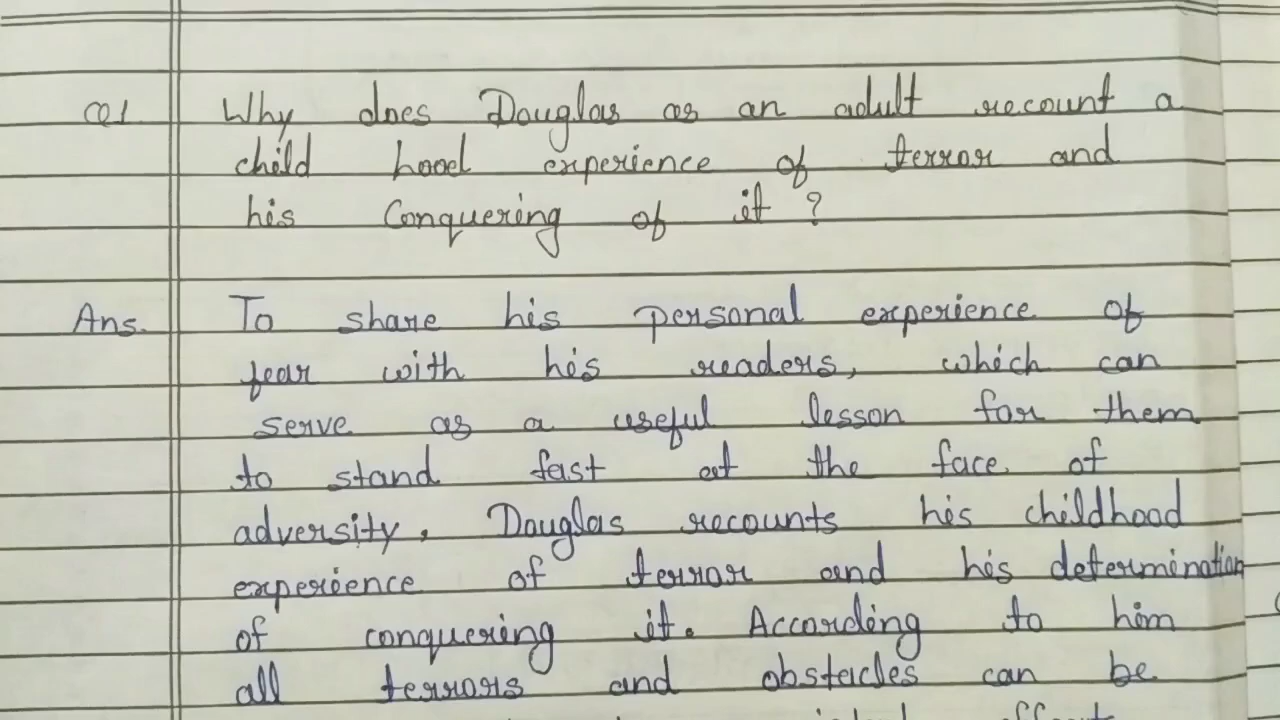 Q1. Why does Douglas as an adult recount a
child hood experience of terror and
his Conquering of it ?
Ans. To share his personal experience of
fear with his readers, which can
serve as a useful lesson for them
to stand fast at the face of
adversity. Douglas recounts his childhood
experience of terror and his determination
of conquering it. According to him
all terrors and obstacles can be